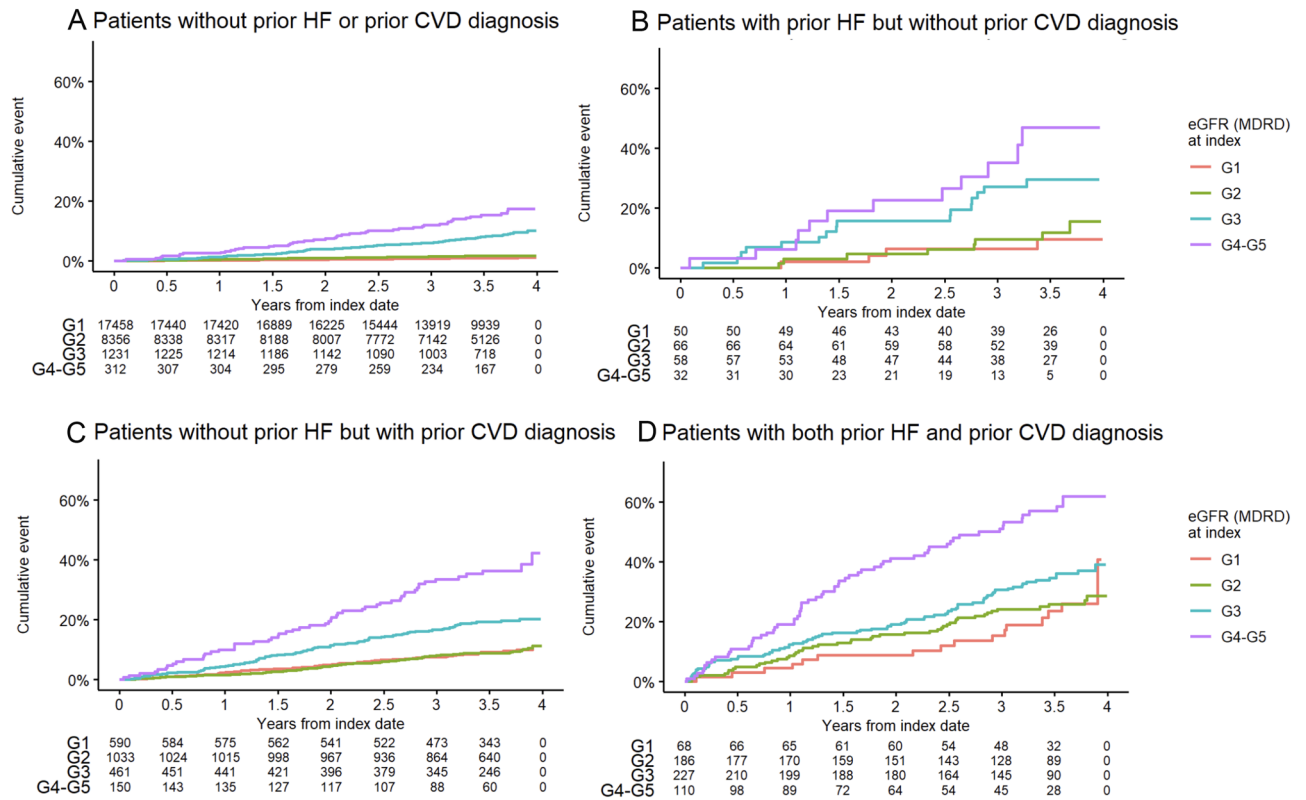 A Patients without prior HF or prior CVD diagnosis
60%
40%
20%
0%
Cumulative event
0 0.5 1 1.5 2 2.5 3 3.5 4
Years from index date
G1 17458 17440 17420 16889 16225 15444 13919 9939 0
G2 8356 8338 8317 8188 8007 7772 7142 5126 0
G3 1231 1225 1214 1186 1142 1090 1003 718 0
G4-G5 312 307 304 295 279 259 234 167 0
B Patients with prior HF but without prior CVD diagnosis
60%
40%
20%
0%
Cumulative event
0 0.5 1 1.5 2 2.5 3 3.5 4
Years from index date
G1 50 50 49 46 43 40 39 26 0
G2 66 66 64 61 59 58 52 39 0
G3 58 57 53 48 47 44 38 27 0
G4-G5 32 31 30 23 21 19 13 5 0
eGFR (MDRD)
at index
G1
G2
G3
G4-G5
C Patients without prior HF but with prior CVD diagnosis
60%
40%
20%
0%
Cumulative event
0 0.5 1 1.5 2 2.5 3 3.5 4
Years from index date
G1 590 584 575 562 541 522 473 343 0
G2 1033 1024 1015 998 967 936 864 640 0
G3 461 451 441 421 396 379 345 246 0
G4-G5 150 143 135 127 117 107 88 60 0
D Patients with both prior HF and prior CVD diagnosis
60%
40%
20%
0%
Cumulative event
0 0.5 1 1.5 2 2.5 3 3.5 4
Years from index date
G1 68 66 65 61 60 54 48 32 0
G2 186 177 170 159 151 143 128 89 0
G3 227 210 199 188 180 164 145 90 0
G4-G5 110 98 89 72 64 54 45 28 0
eGFR (MDRD)
at index
G1
G2
G3
G4-G5